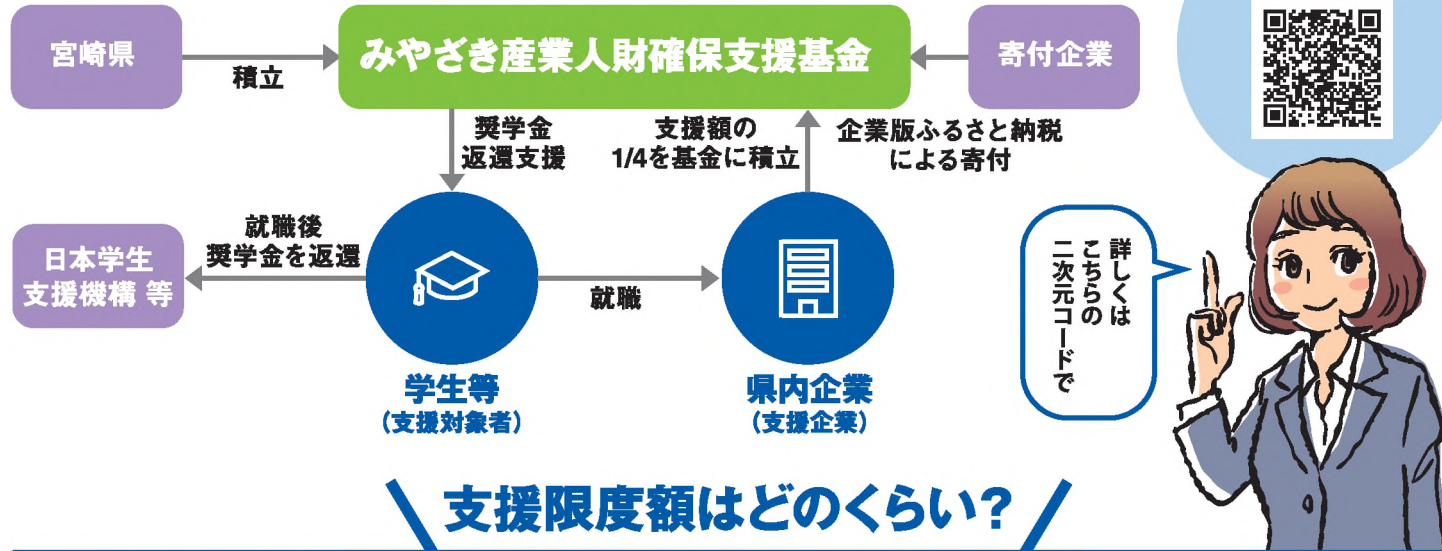 宮崎県
積立
みやざき産業人財確保支援基金
寄付企業
奨学金
返還支援
支援額の
1/4を基金に積立
企業版ふるさと納税
による寄付
日本学生
支援機構 等
就職後
奨学金を返還
就職
学生等
(支援対象者)
県内企業
(支援企業)
詳しくは
こちらの
二次元コードで
支援限度額はどのくらい?